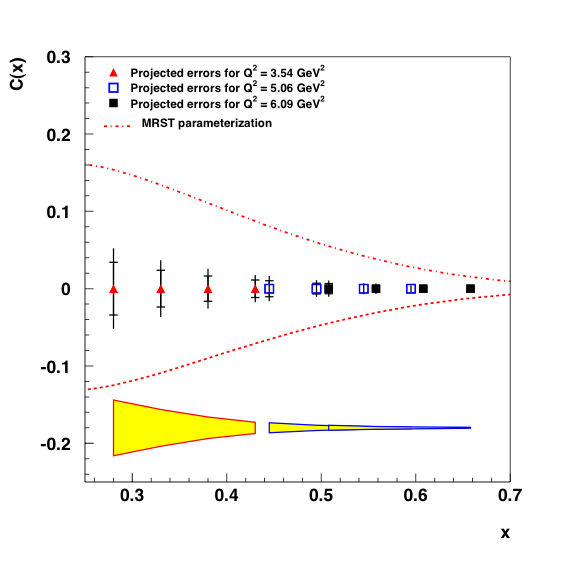 C(x)
0.3
Projected errors for Q² = 3.54 GeV²
Projected errors for Q² = 5.06 GeV²
Projected errors for Q² = 6.09 GeV²
MRST parameterization
0.2
0.1
0
-0.1
-0.2
0.3 0.4 0.5 0.6 0.7
x